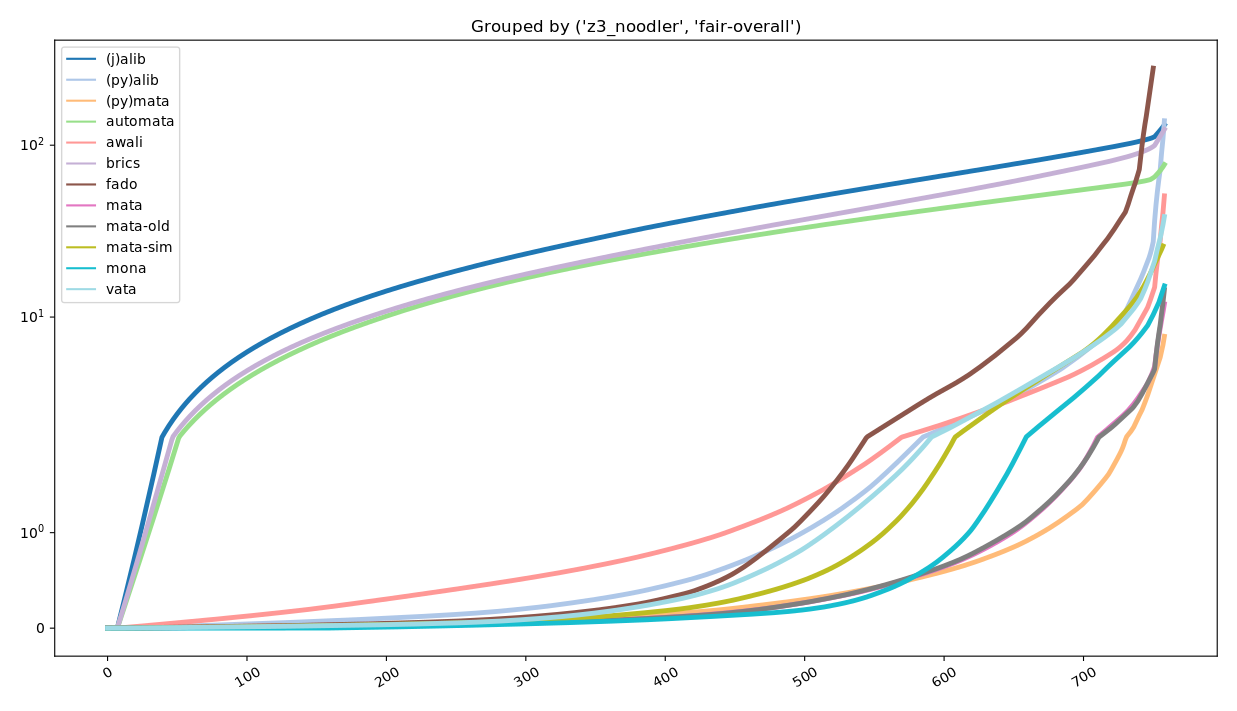 Grouped by ('z3_noodler', 'fair-overall')
(j)alib
(py)alib
(py)mata
automata
awali
brics
fado
mata
mata-old
mata-sim
mona
vata
10²
10¹
10⁰
0
0
100
200
300
400
500
600
700